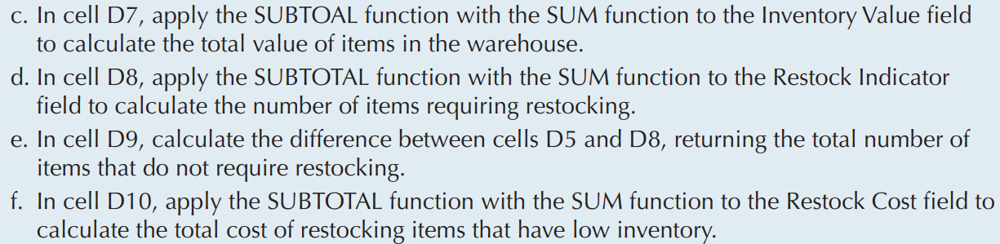 c. In cell D7, apply the SUBTOAL function with the SUM function to the Inventory Value field
to calculate the total value of items in the warehouse.
d. In cell D8, apply the SUBTOTAL function with the SUM function to the Restock Indicator
field to calculate the number of items requiring restocking.
e. In cell D9, calculate the difference between cells D5 and D8, returning the total number of
items that do not require restocking.
f. In cell D10, apply the SUBTOTAL function with the SUM function to the Restock Cost field to
calculate the total cost of restocking items that have low inventory.